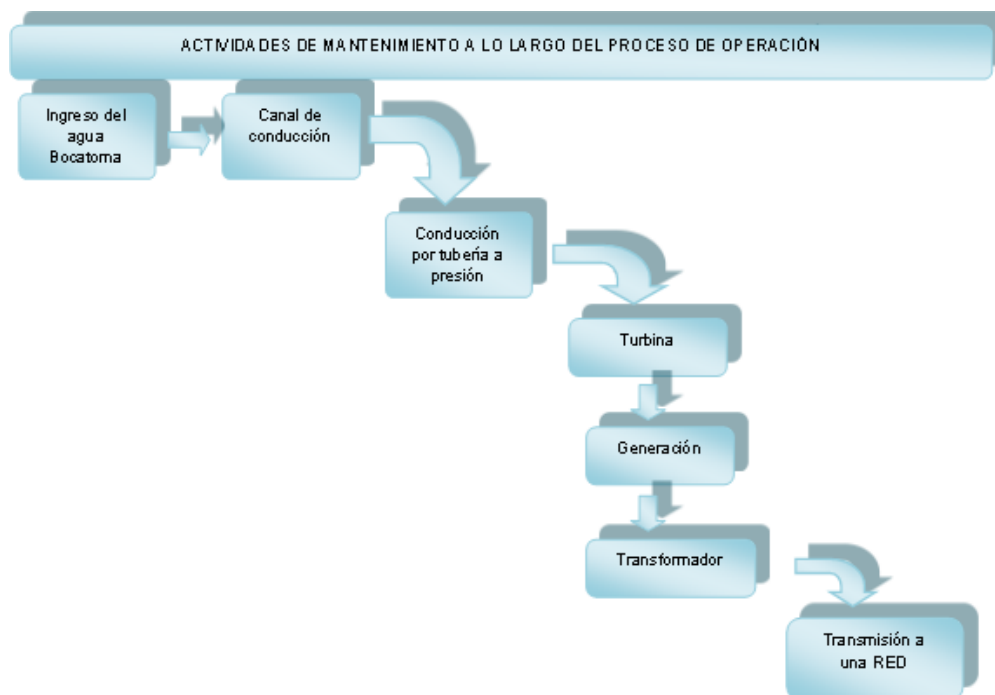 ACTIVIDADES DE MANTENIMIENTO A LO LARGO DEL PROCESO DE OPERACIÓN
Ingreso del
agua
Bocatoma
Canal de
conducción
Conducción
por tubería a
presión
Turbina
Generación
Transformador
Transmisión a
una RED